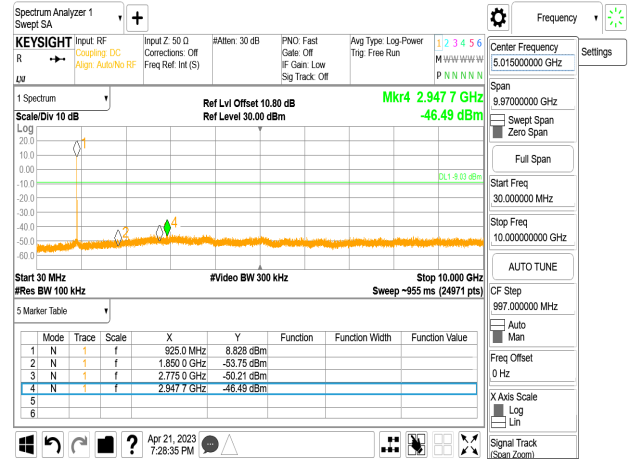 Spectrum Analyzer 1
Swept SA
KEYSIGHT
R
Input: RF
Coupling: DC
Align: Auto/No RF
Input Z: 50 Ω
Corrections: Off
Freq Ref: Int (S)
#Atten: 30 dB
PNO: Fast
Gate: Off
IF Gain: Low
Sig Track: Off
Avg Type: Log-Power
Trig: Free Run
1 2 3 4 5 6
M W W W W W
P N N N N N
1 Spectrum
Scale/Div 10 dB
Ref Lvl Offset 10.80 dB
Ref Level 30.00 dBm
Mkr4 2.947 7 GHz
-46.49 dBm
Log
20.0
10.0
0.00
-10.0
-20.0
-30.0
-40.0
-50.0
-60.0
1
2
4
DL1 -9.03 dBm
Start 30 MHz
#Res BW 100 kHz
#Video BW 300 kHz
Stop 10.000 GHz
Sweep ~955 ms (24971 pts)
5 Marker Table
Mode Trace Scale X Y Function Function Width Function Value
1 N 1 f 925.0 MHz 8.828 dBm
2 N 1 f 1.850 0 GHz -53.75 dBm
3 N 1 f 2.775 0 GHz -50.21 dBm
4 N 1 f 2.947 7 GHz -46.49 dBm
5
6
Apr 21, 2023
7:28:35 PM
Frequency
Settings
Center Frequency
5.015000000 GHz
Span
9.97000000 GHz
Swept Span
Zero Span
Full Span
Start Freq
30.000000 MHz
Stop Freq
10.000000000 GHz
AUTO TUNE
CF Step
997.000000 MHz
Auto
Man
Freq Offset
0 Hz
X Axis Scale
Log
Lin
Signal Track
(Span Zoom)